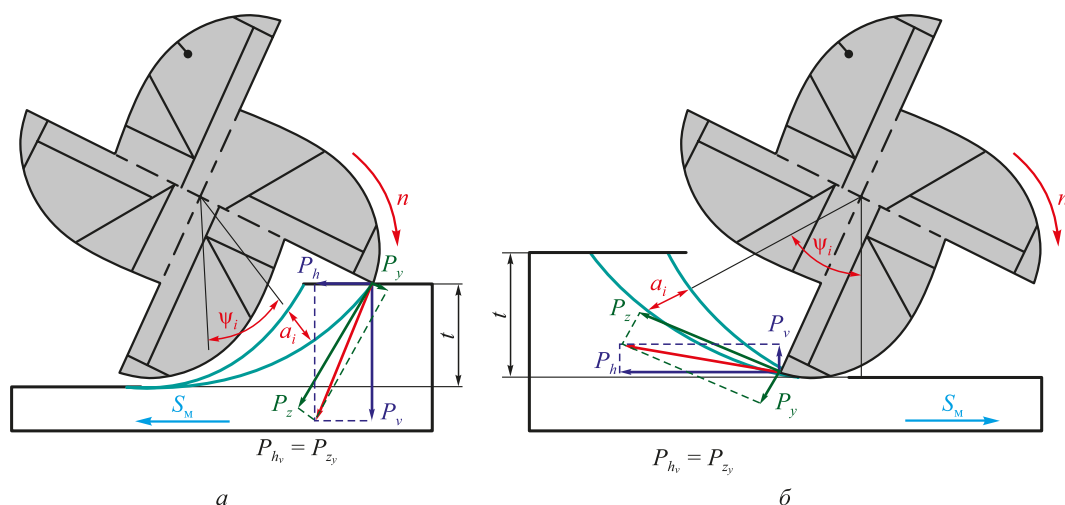 n
P_h
P_y
ψ_i
a_i
t
P_z
P_v
S_м
P_{h_v} = P_{z_y}
а
n
ψ_i
a_i
t
P_z
P_v
P_h
P_y
S_м
P_{h_v} = P_{z_y}
б